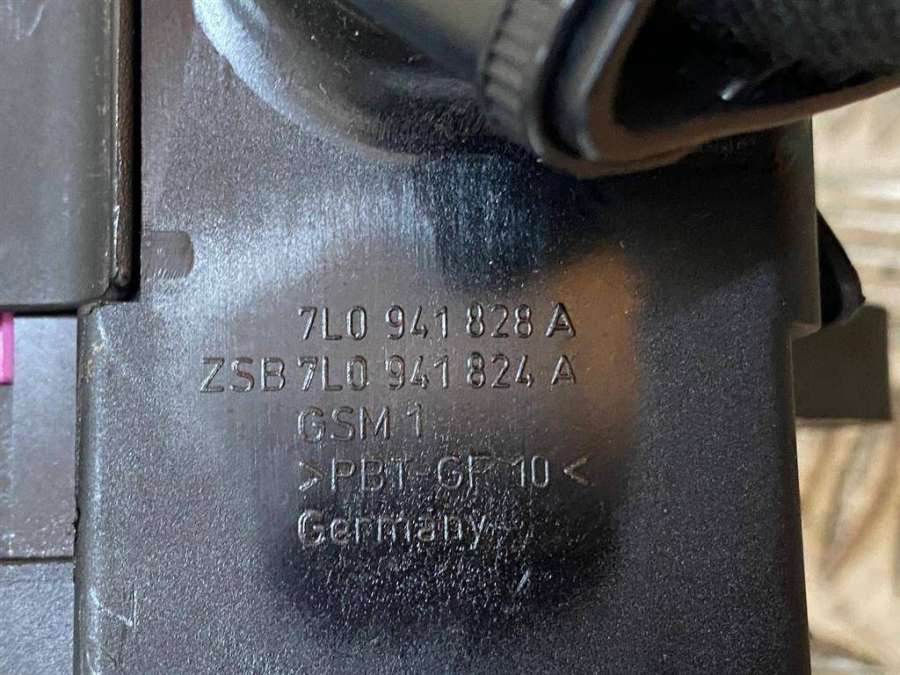 7L0 941 828 A
ZSB 7L0 941 824 A
GSM 1
>PBT-GF 10<
Germany